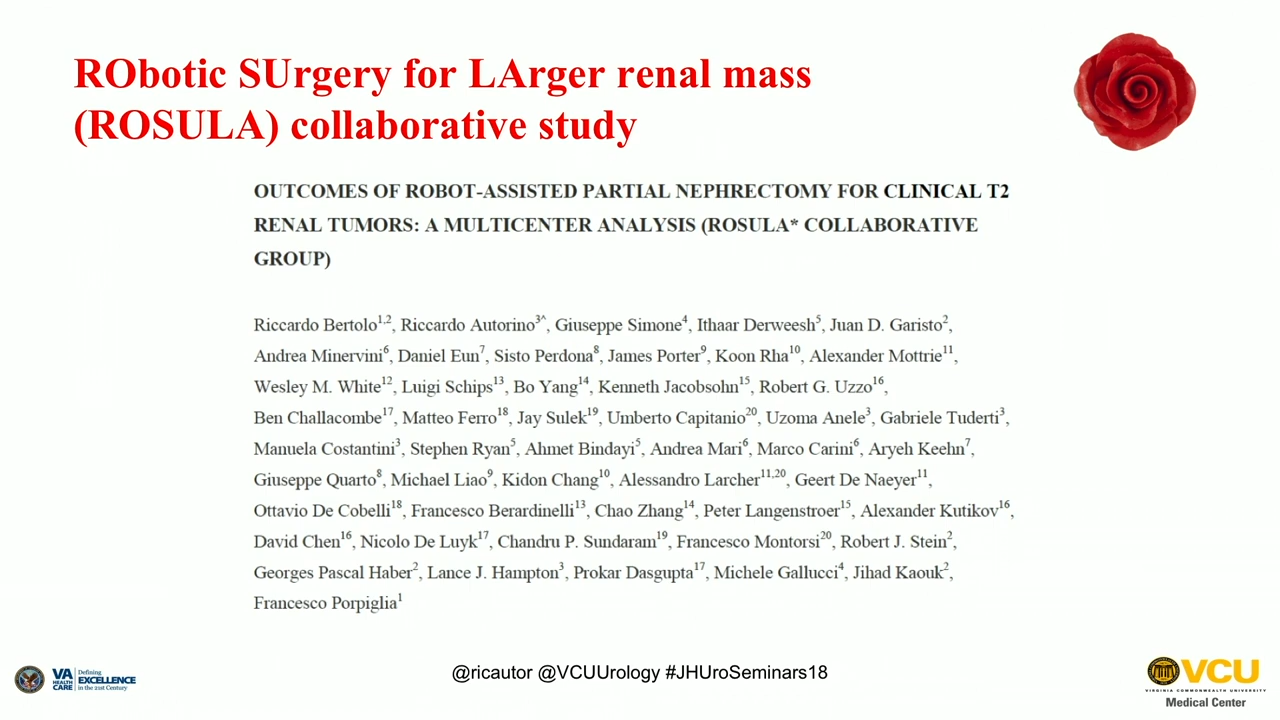 RObotic SUrgery for LArger renal mass
(ROSULA) collaborative study
OUTCOMES OF ROBOT-ASSISTED PARTIAL NEPHRECTOMY FOR CLINICAL T2
RENAL TUMORS: A MULTICENTER ANALYSIS (ROSULA* COLLABORATIVE
GROUP)
Riccardo Bertolo1,2, Riccardo Autorino3^, Giuseppe Simone4, Ithaar Derweesh5, Juan D. Garisto2,
Andrea Minervini6, Daniel Eun7, Sisto Perdona8, James Porter9, Koon Rha10, Alexander Mottrie11,
Wesley M. White12, Luigi Schips13, Bo Yang14, Kenneth Jacobsohn15, Robert G. Uzzo16,
Ben Challacombe17, Matteo Ferro18, Jay Sulek19, Umberto Capitanio20, Uzoma Anele3, Gabriele Tuderti3,
Manuela Costantini3, Stephen Ryan5, Ahmet Bindayi5, Andrea Mari6, Marco Carini6, Aryeh Keehn7,
Giuseppe Quarto8, Michael Liao9, Kidon Chang10, Alessandro Larcher11,20, Geert De Naeyer11,
Ottavio De Cobelli18, Francesco Berardinelli13, Chao Zhang14, Peter Langenstroer15, Alexander Kutikov16,
David Chen16, Nicolo De Luyk17, Chandru P. Sundaram19, Francesco Montorsi20, Robert J. Stein2,
Georges Pascal Haber2, Lance J. Hampton3, Prokar Dasgupta17, Michele Gallucci4, Jihad Kaouk2,
Francesco Porpiglia1
VA
HEALTH
CARE
Defining
EXCELLENCE
in the 21st Century
@ricautor @VCUUrology #JHUroSeminars18
VCU
VIRGINIA COMMONWEALTH UNIVERSITY
Medical Center